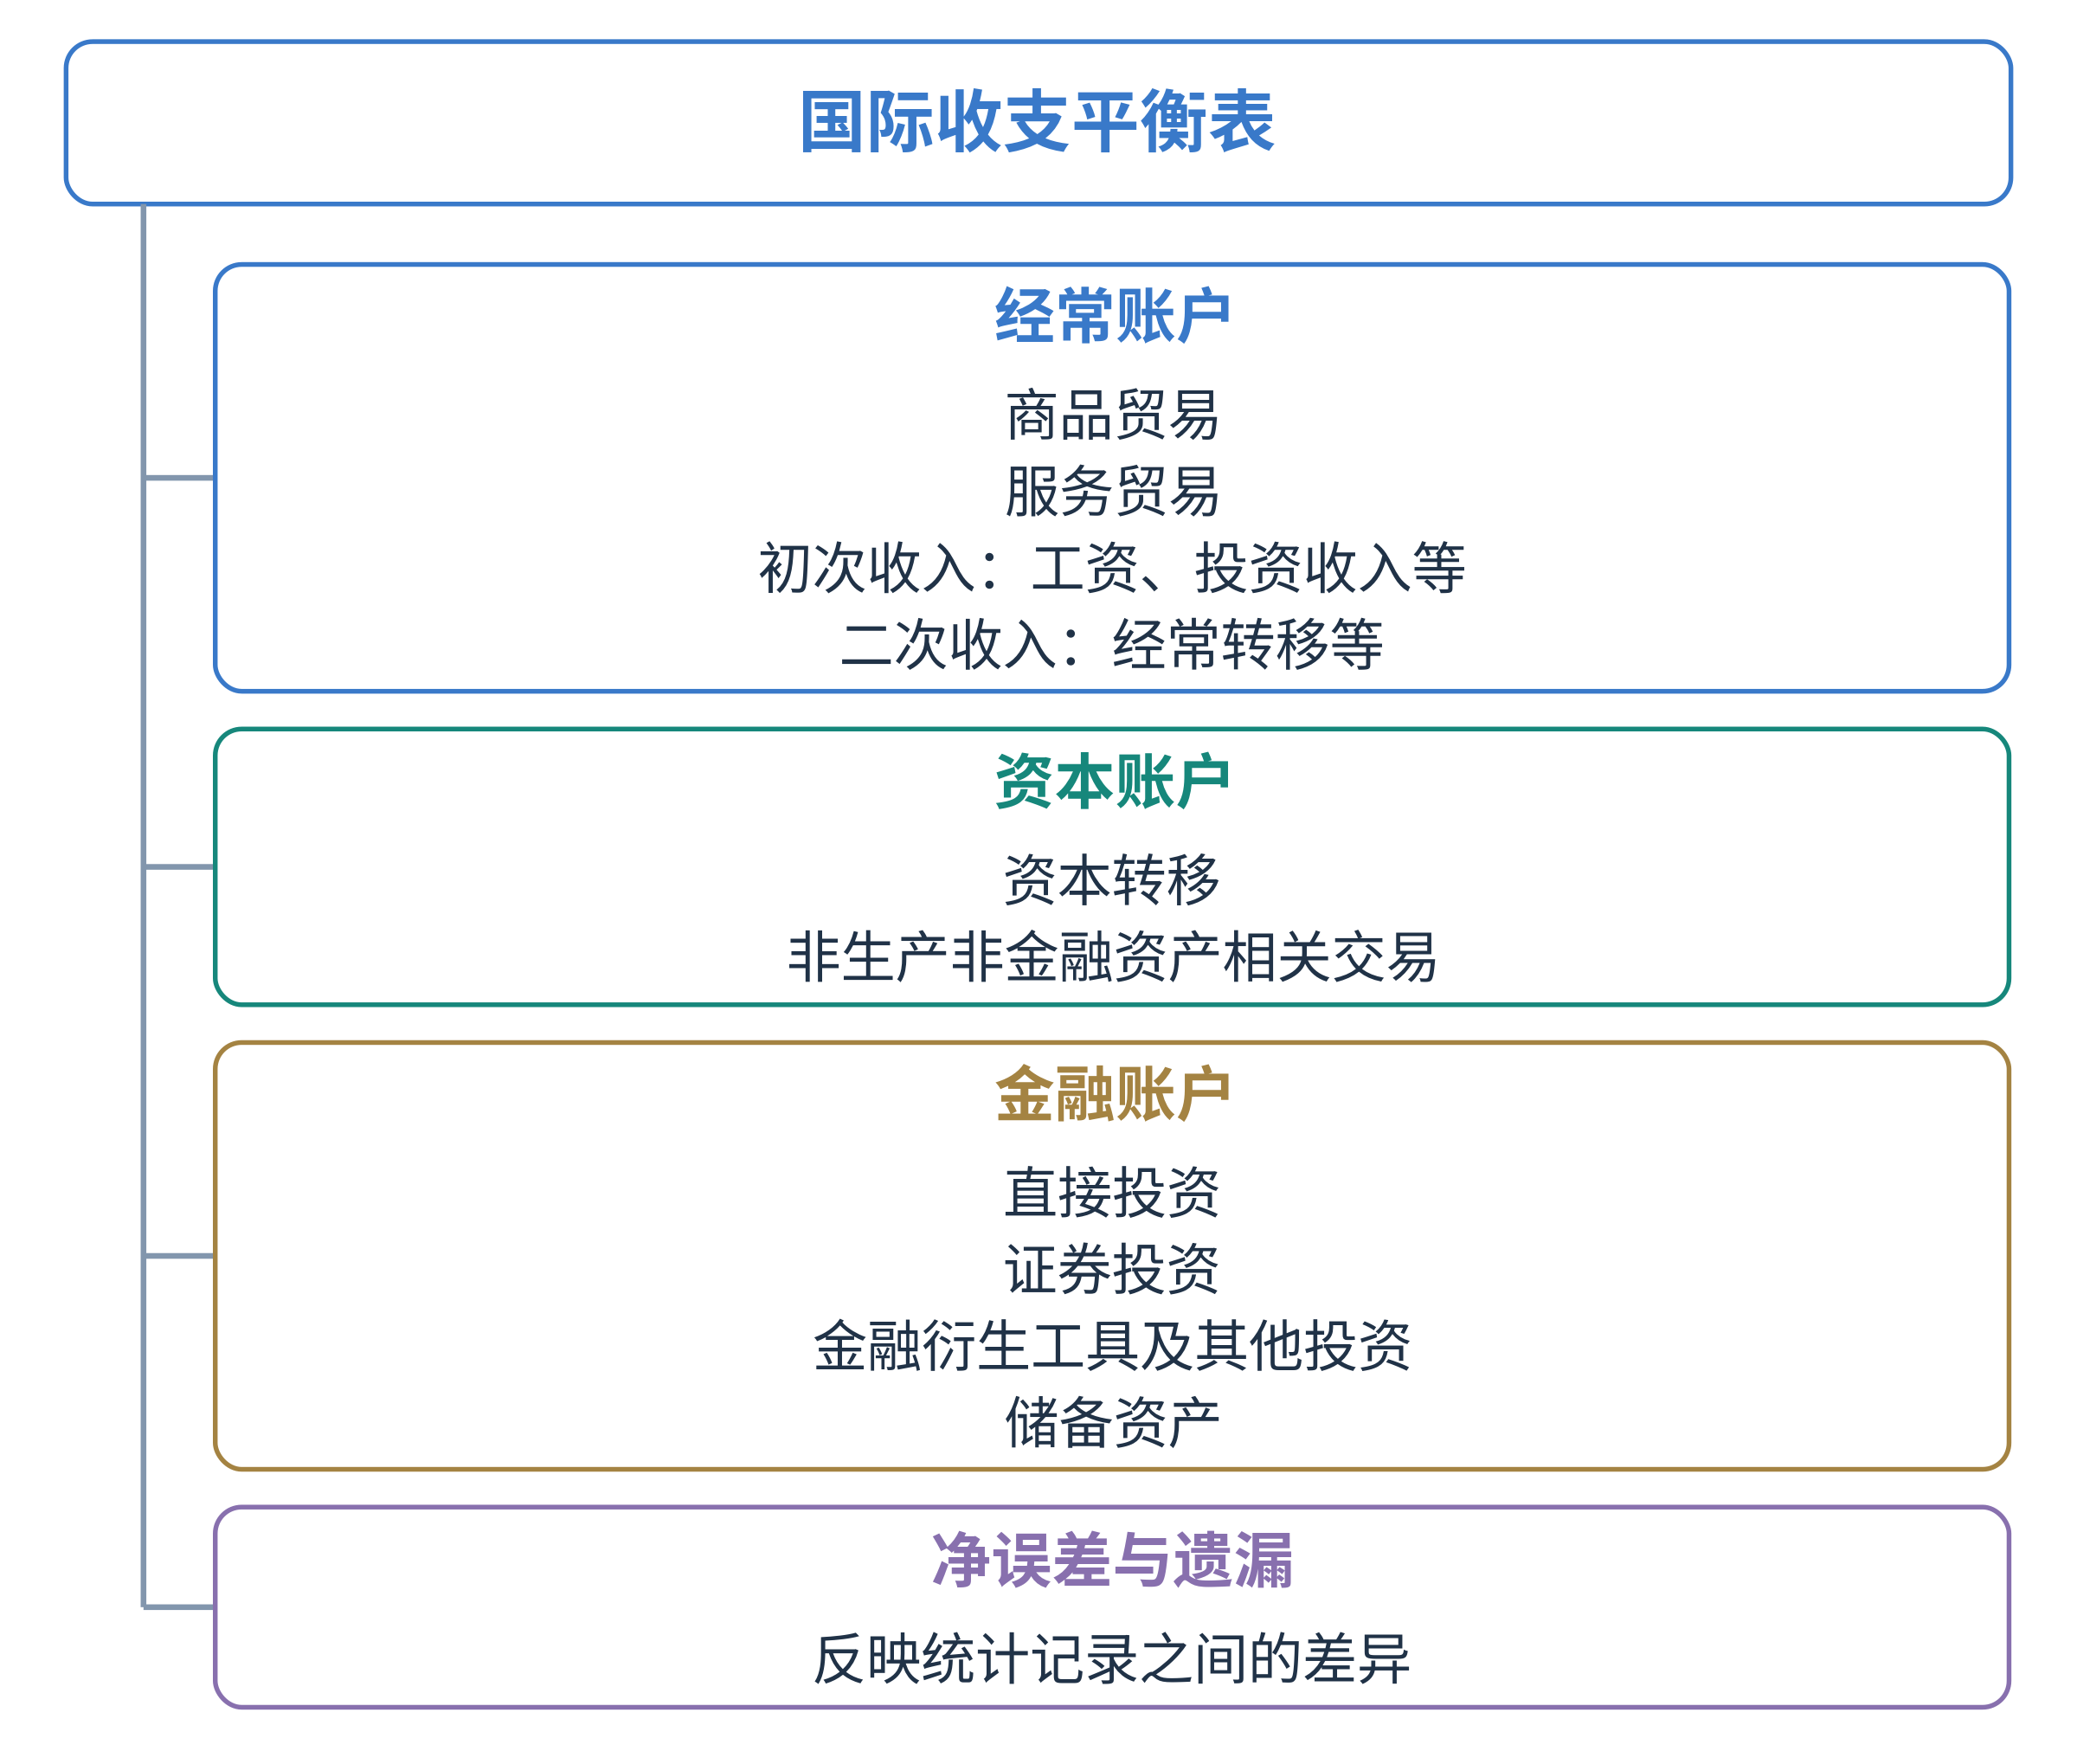 国际收支平衡表
经常账户
商品贸易
服务贸易
初次收入：工资、投资收入等
二次收入：经常转移等
资本账户
资本转移
非生产非金融资产相关交易
金融账户
直接投资
证券投资
金融衍生工具及其他投资
储备资产
净误差与遗漏
反映统计记录之间的差异